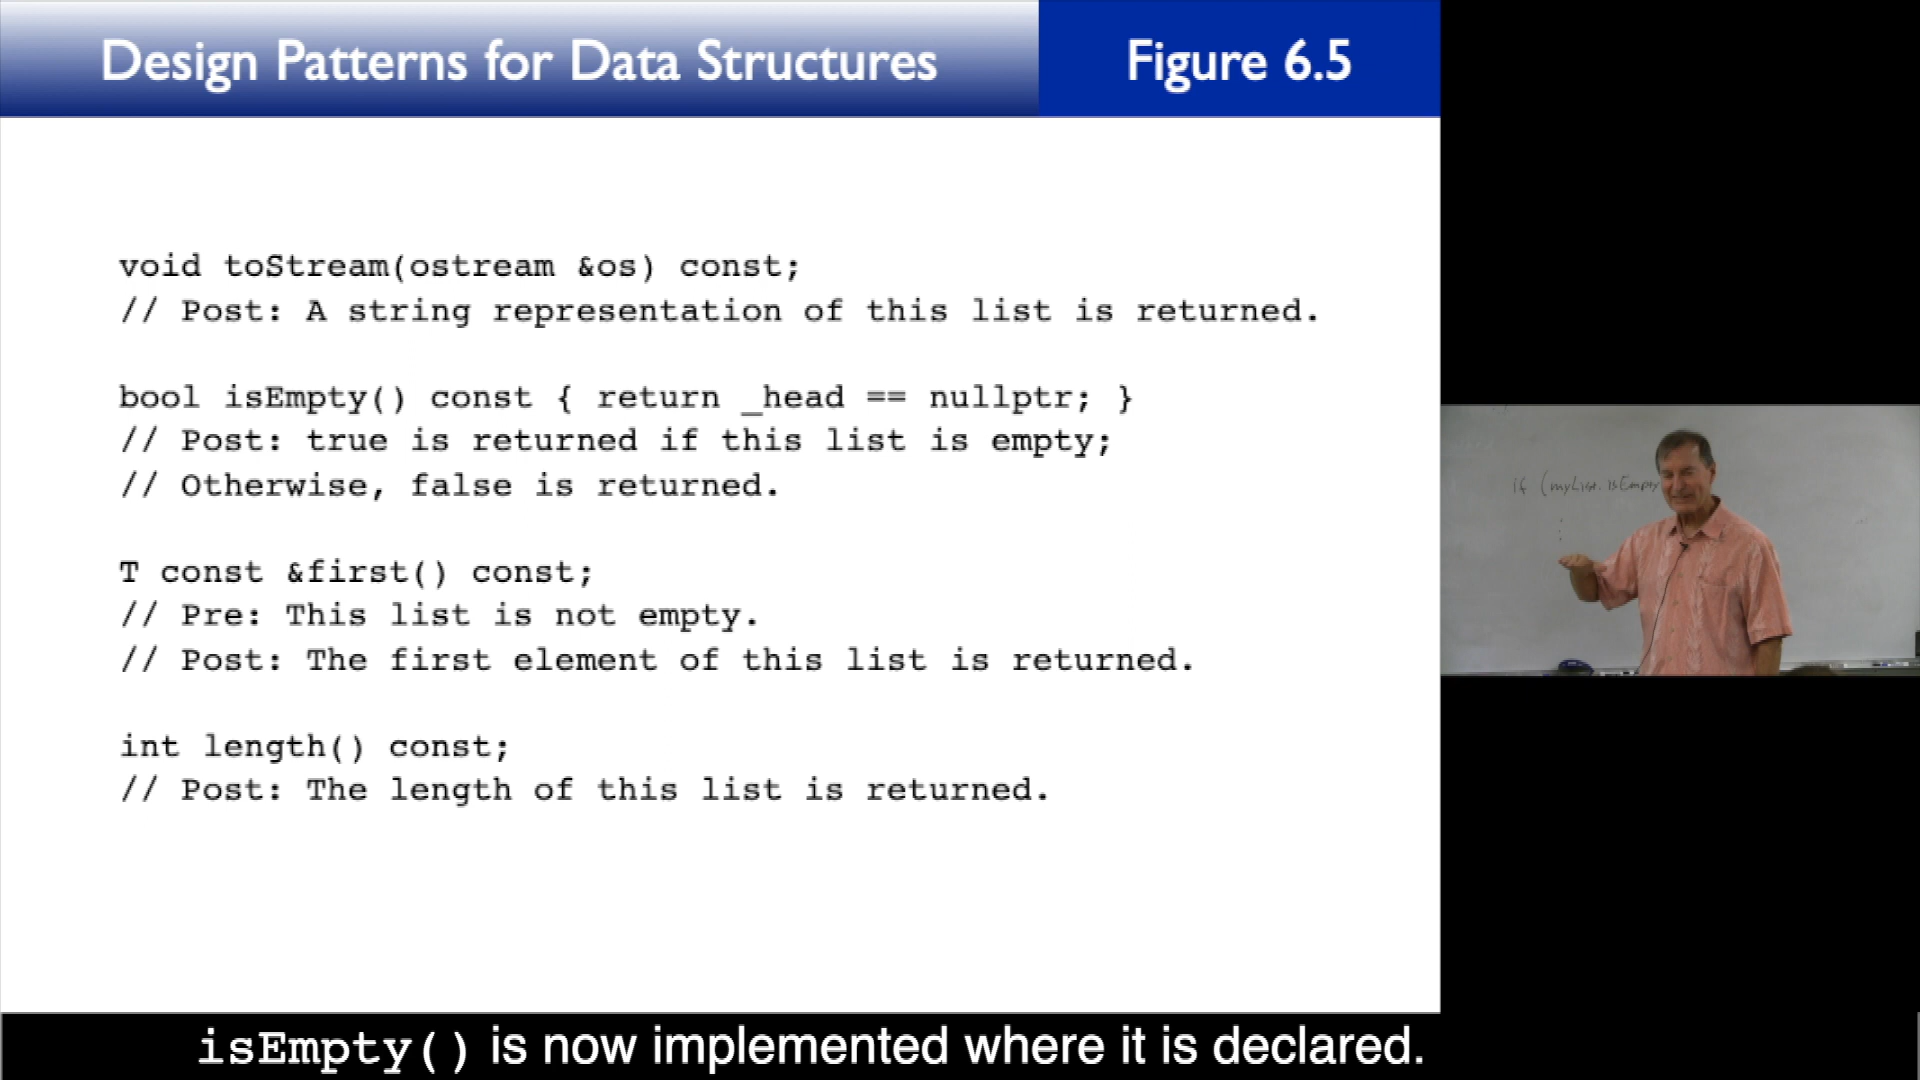 Design Patterns for Data Structures
Figure 6.5
void toStream(ostream &os) const;
// Post: A string representation of this list is returned.
bool isEmpty() const { return _head == nullptr; }
// Post: true is returned if this list is empty;
// Otherwise, false is returned.
T const &first() const;
// Pre: This list is not empty.
// Post: The first element of this list is returned.
int length() const;
// Post: The length of this list is returned.
if (myList.isEmpty
isEmpty() is now implemented where it is declared.